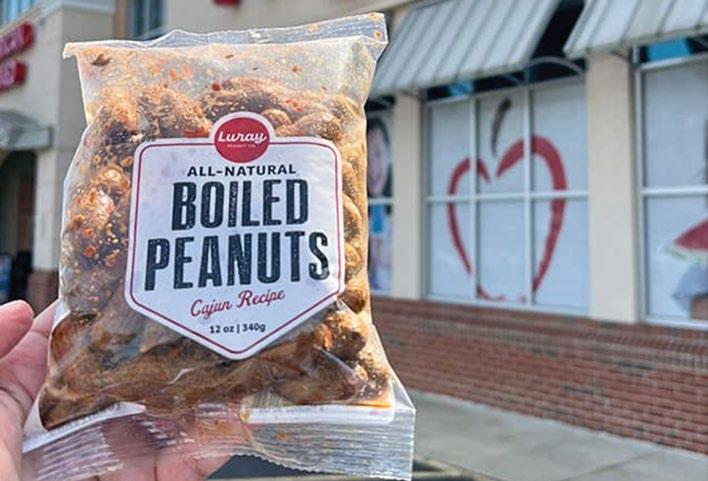 Luray
PEANUT CO.
ALL-NATURAL
BOILED
PEANUTS
Cajun Recipe
12 oz | 340g